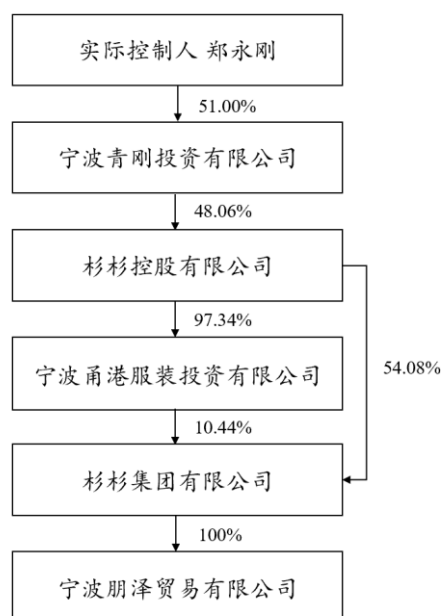 实际控制人 郑永刚
51.00%
宁波青刚投资有限公司
48.06%
杉杉控股有限公司
97.34%
宁波甬港服装投资有限公司
54.08%
10.44%
杉杉集团有限公司
100%
宁波朋泽贸易有限公司